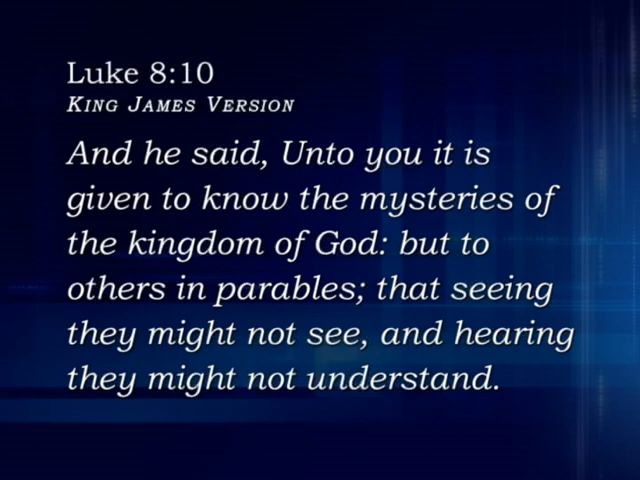 Luke 8:10
King James Version
And he said, Unto you it is
given to know the mysteries of
the kingdom of God: but to
others in parables; that seeing
they might not see, and hearing
they might not understand.